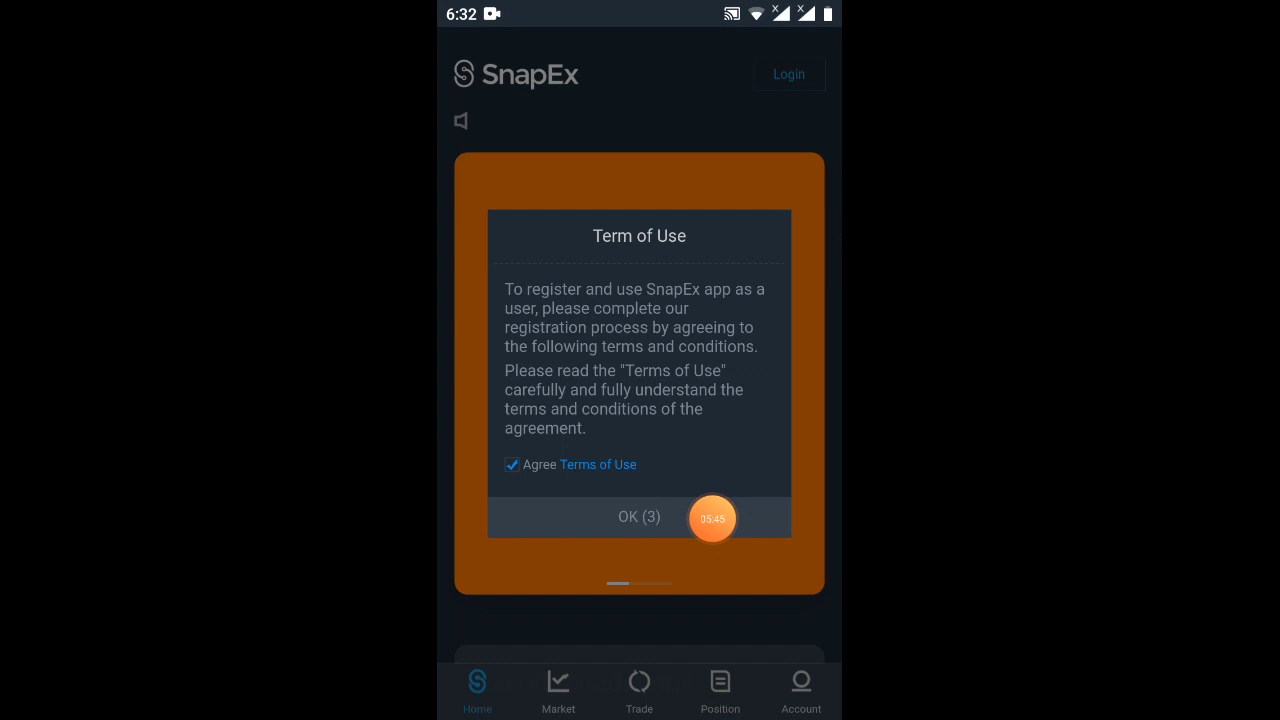 6:32
SnapEx
Login
Term of Use
To register and use SnapEx app as a
user, please complete our
registration process by agreeing to
the following terms and conditions.
Please read the "Terms of Use"
carefully and fully understand the
terms and conditions of the
agreement.
Agree Terms of Use
OK (3)
05:45
Home
Market
Trade
Position
Account